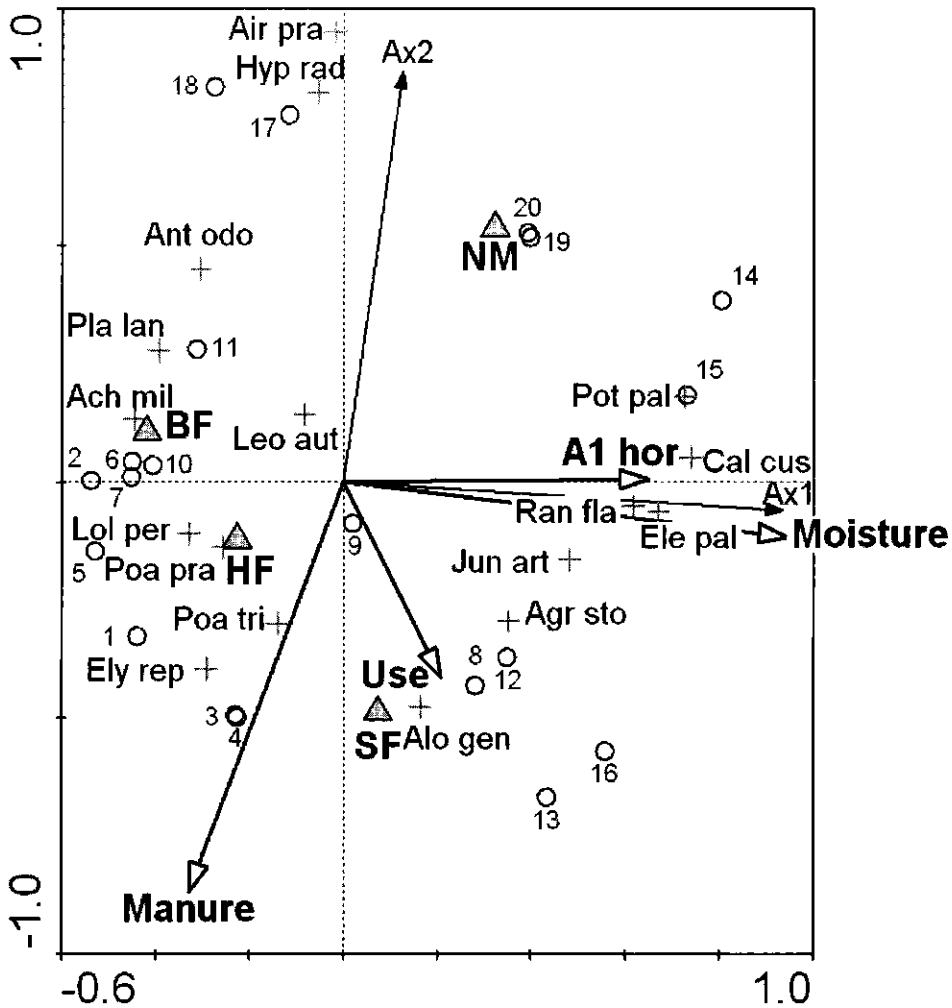 1.0
Air pra
Ax2
Hyp rad
18
17
Ant odo
20
19
NM
14
Pla lan
11
15
Pot pal
Ach mil
BF
Leo aut
A1 hor
Cal cus
2
6
10
7
Ax1
Ran fla
Lol per
9
Ele pal
Moisture
5
Poa pra
HF
Jun art
Poa tri
Agr sto
1
8
Ely rep
Use
12
3
4
SF
Alo gen
16
13
Manure
-1.0
-0.6
1.0